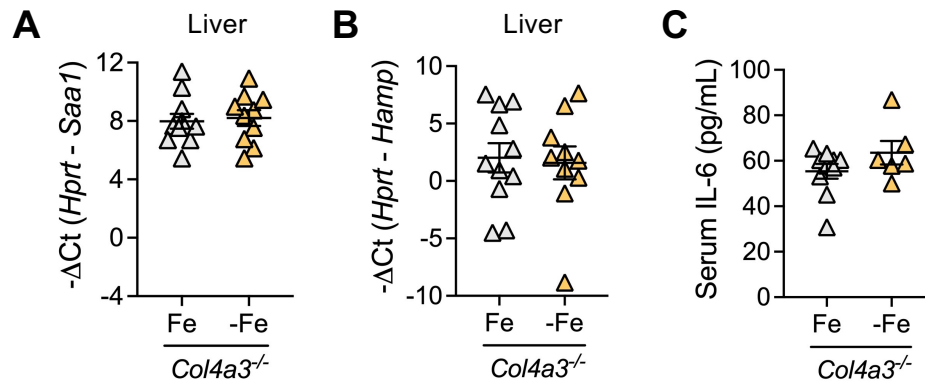 A
Liver
-ΔCt (Hprt - Saa1)
12
8
4
0
-4
Fe
-Fe
Col4a3-/-
B
Liver
-ΔCt (Hprt - Hamp)
10
5
0
-5
-10
Fe
-Fe
Col4a3-/-
C
Serum IL-6 (pg/mL)
100
80
60
40
20
0
Fe
-Fe
Col4a3-/-